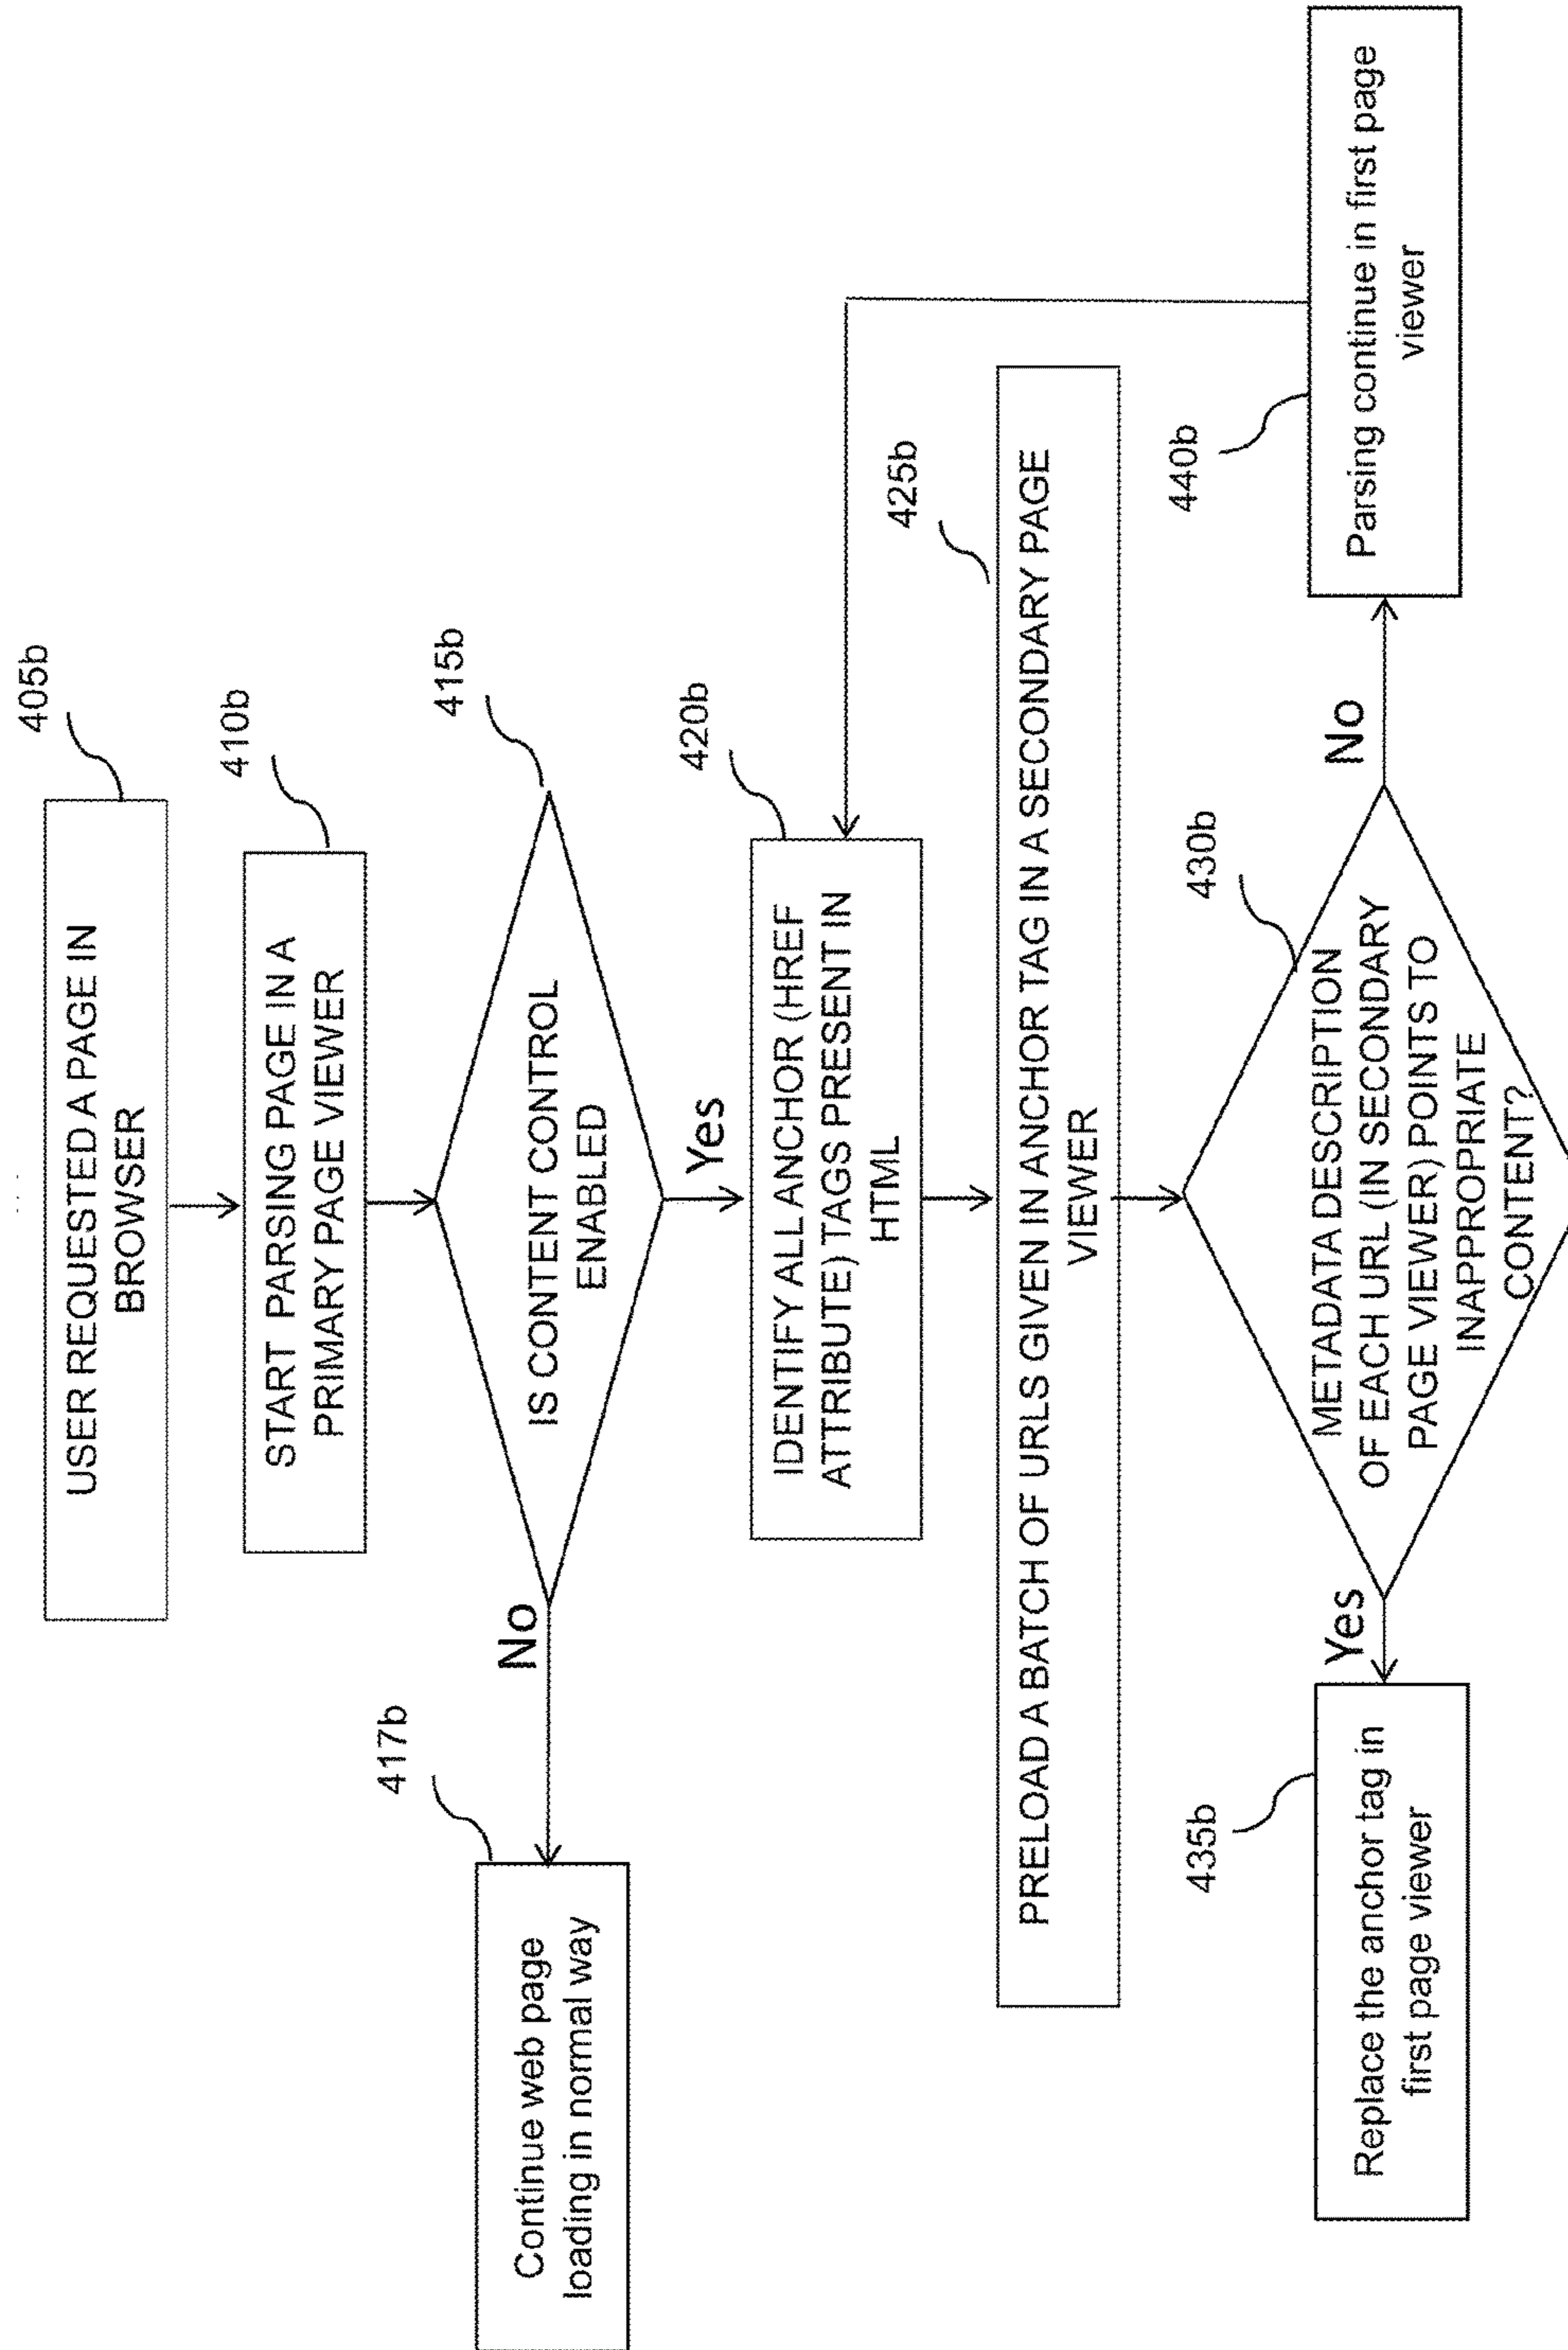 405b
USER REQUESTED A PAGE IN
BROWSER
410b
START PARSING PAGE IN A
PRIMARY PAGE VIEWER
415b
IS CONTENT CONTROL
ENABLED
No
417b
Continue web page
loading in normal way
Yes
420b
IDENTIFY ALL ANCHOR (HREF
ATTRIBUTE) TAGS PRESENT IN
HTML
425b
PRELOAD A BATCH OF URLS GIVEN IN ANCHOR TAG IN A SECONDARY PAGE
VIEWER
430b
METADATA DESCRIPTION
OF EACH URL (IN SECONDARY
PAGE VIEWER) POINTS TO
INAPPROPRIATE
CONTENT?
Yes
435b
Replace the anchor tag in
first page viewer
No
440b
Parsing continue in first page
viewer